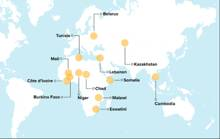 Belarus
Tunisia
Kazakhstan
Mali
Lebanon
Côte d'Ivoire
Somalia
Chad
Burkina Faso
Niger
Malawi
Cambodia
Eswatini